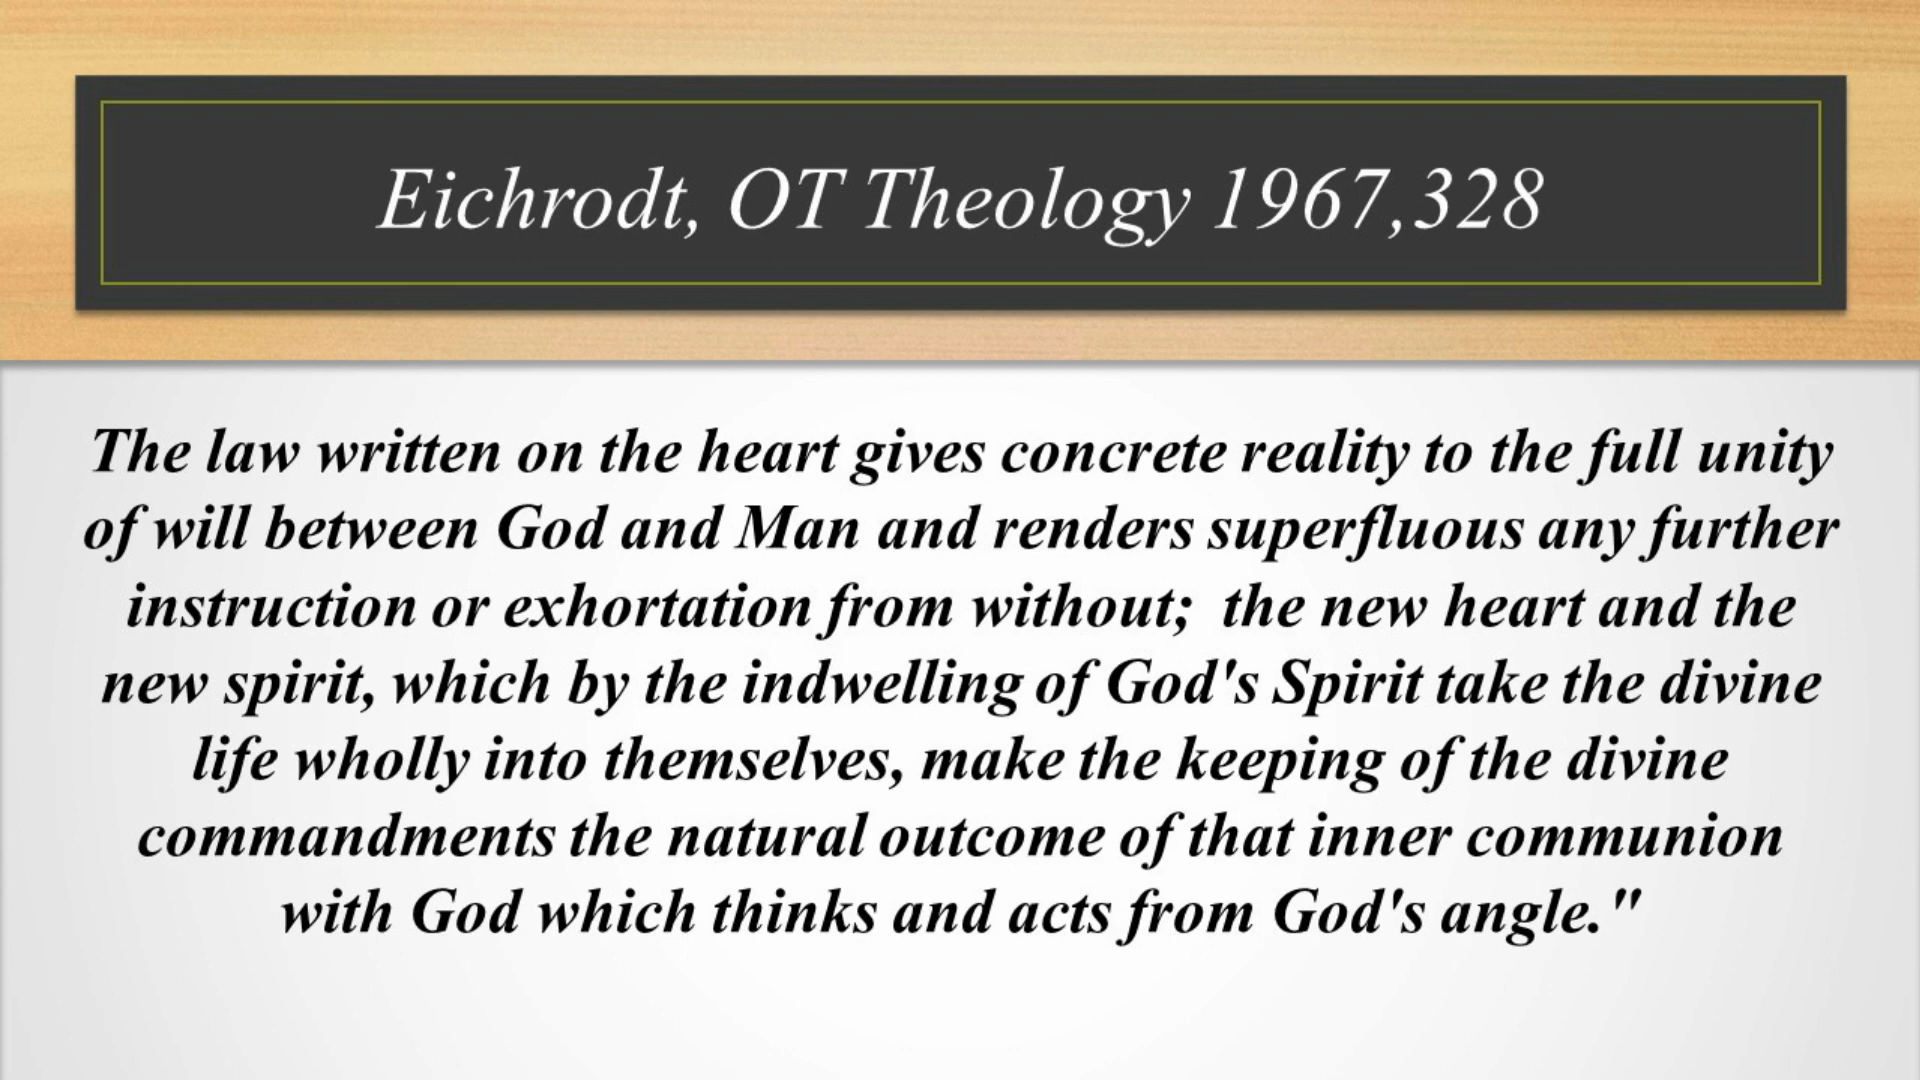 Eichrodt, OT Theology 1967,328
The law written on the heart gives concrete reality to the full unity
of will between God and Man and renders superfluous any further
instruction or exhortation from without;  the new heart and the
new spirit, which by the indwelling of God's Spirit take the divine
life wholly into themselves, make the keeping of the divine
commandments the natural outcome of that inner communion
with God which thinks and acts from God's angle."